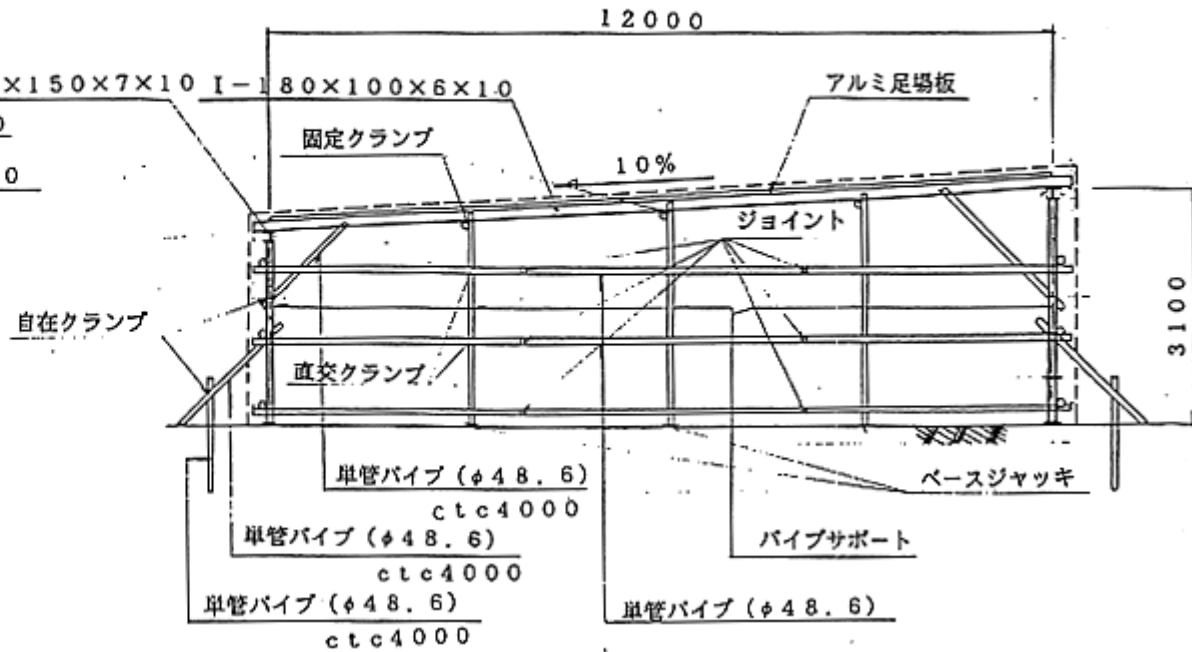 12000
×150×7×10
I-180×100×6×10
アルミ足場板
0
0
固定クランプ
10%
ジョイント
自在クランプ
3100
直交クランプ
単管パイプ(φ48.6)
ctc4000
ベースジャッキ
単管パイプ(φ48.6)
ctc4000
パイプサポート
単管パイプ(φ48.6)
ctc4000
単管パイプ(φ48.6)